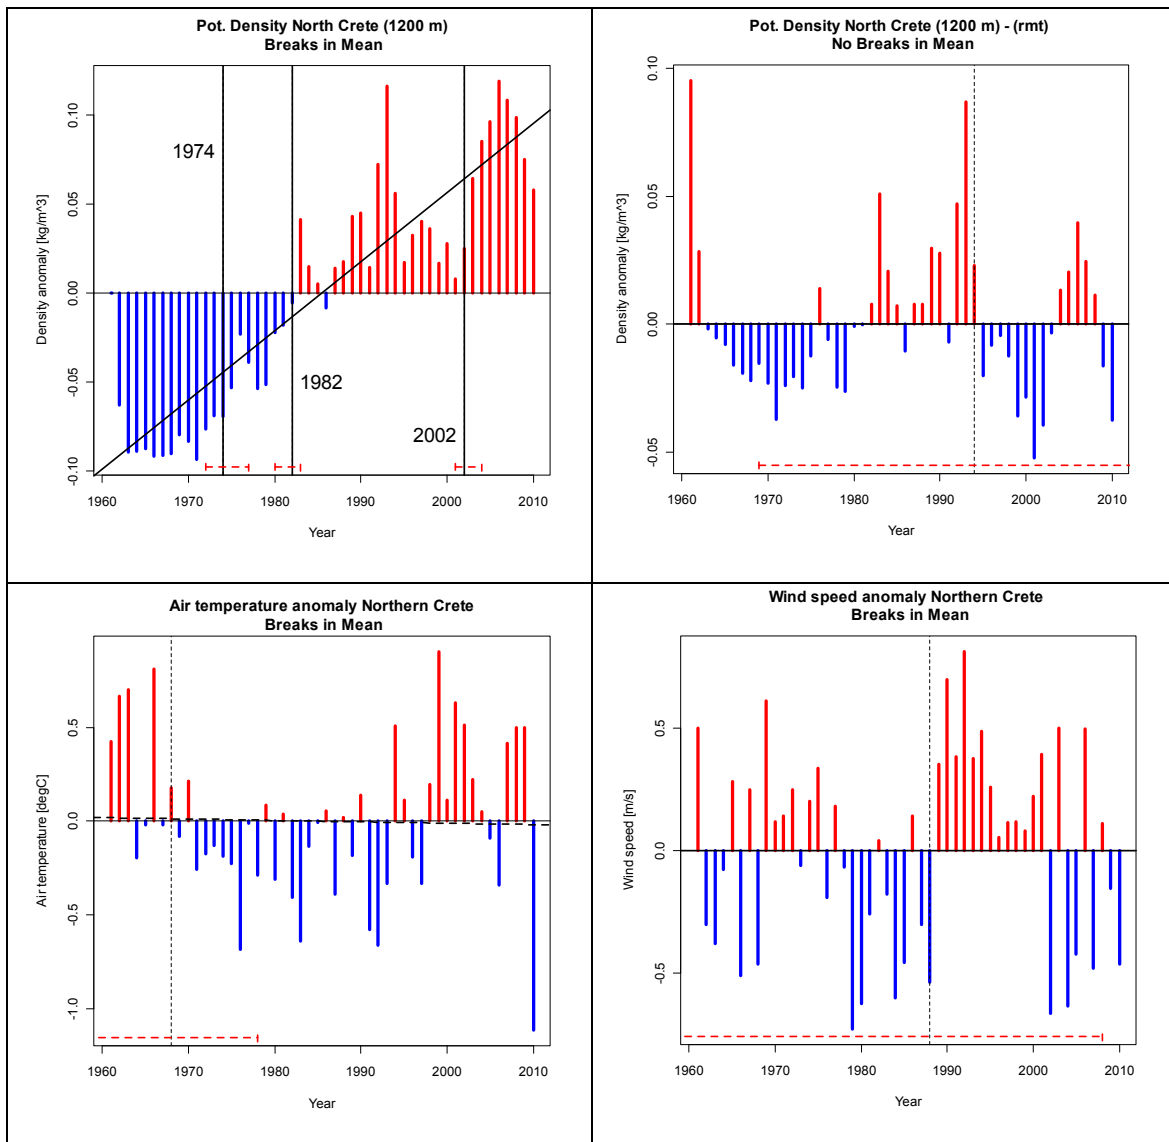 Pot. Density North Crete (1200 m)
Breaks in Mean
Density anomaly [kg/m^3]
0.10
0.05
0.00
-0.05
-0.10
1974
1982
2002
1960 1970 1980 1990 2000 2010
Year
Pot. Density North Crete (1200 m) - (rmt)
No Breaks in Mean
Density anomaly [kg/m^3]
0.10
0.05
0.00
-0.05
1960 1970 1980 1990 2000 2010
Year
Air temperature anomaly Northern Crete
Breaks in Mean
Air temperature [degC]
0.5
0.0
-0.5
-1.0
1960 1970 1980 1990 2000 2010
Year
Wind speed anomaly Northern Crete
Breaks in Mean
Wind speed [m/s]
0.5
0.0
-0.5
1960 1970 1980 1990 2000 2010
Year